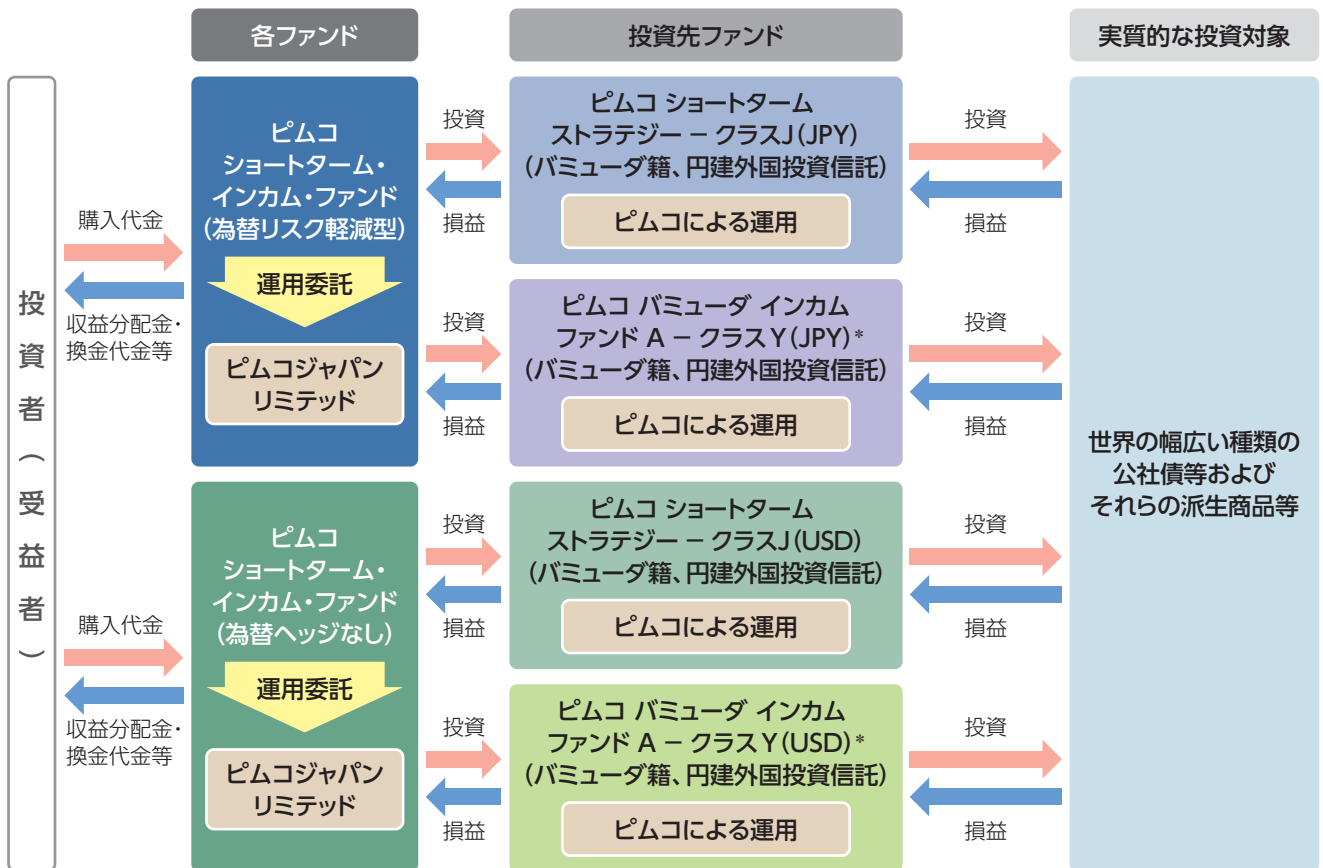 各ファンド
投資先ファンド
実質的な投資対象
投資者(受益者)
購入代金
収益分配金・
換金代金等
ピムコ
ショートターム・
インカム・ファンド
(為替リスク軽減型)
運用委託
ピムコジャパン
リミテッド
投資
損益
ピムコ ショートターム
ストラテジー − クラスJ(JPY)
(バミューダ籍、円建外国投資信託)
ピムコによる運用
投資
損益
投資
損益
ピムコ バミューダ インカム
ファンド A − クラス Y(JPY)*
(バミューダ籍、円建外国投資信託)
ピムコによる運用
投資
損益
購入代金
収益分配金・
換金代金等
ピムコ
ショートターム・
インカム・ファンド
(為替ヘッジなし)
運用委託
ピムコジャパン
リミテッド
投資
損益
ピムコ ショートターム
ストラテジー − クラスJ(USD)
(バミューダ籍、円建外国投資信託)
ピムコによる運用
投資
損益
投資
損益
ピムコ バミューダ インカム
ファンド A − クラス Y(USD)*
(バミューダ籍、円建外国投資信託)
ピムコによる運用
投資
損益
世界の幅広い種類の
公社債等および
それらの派生商品等